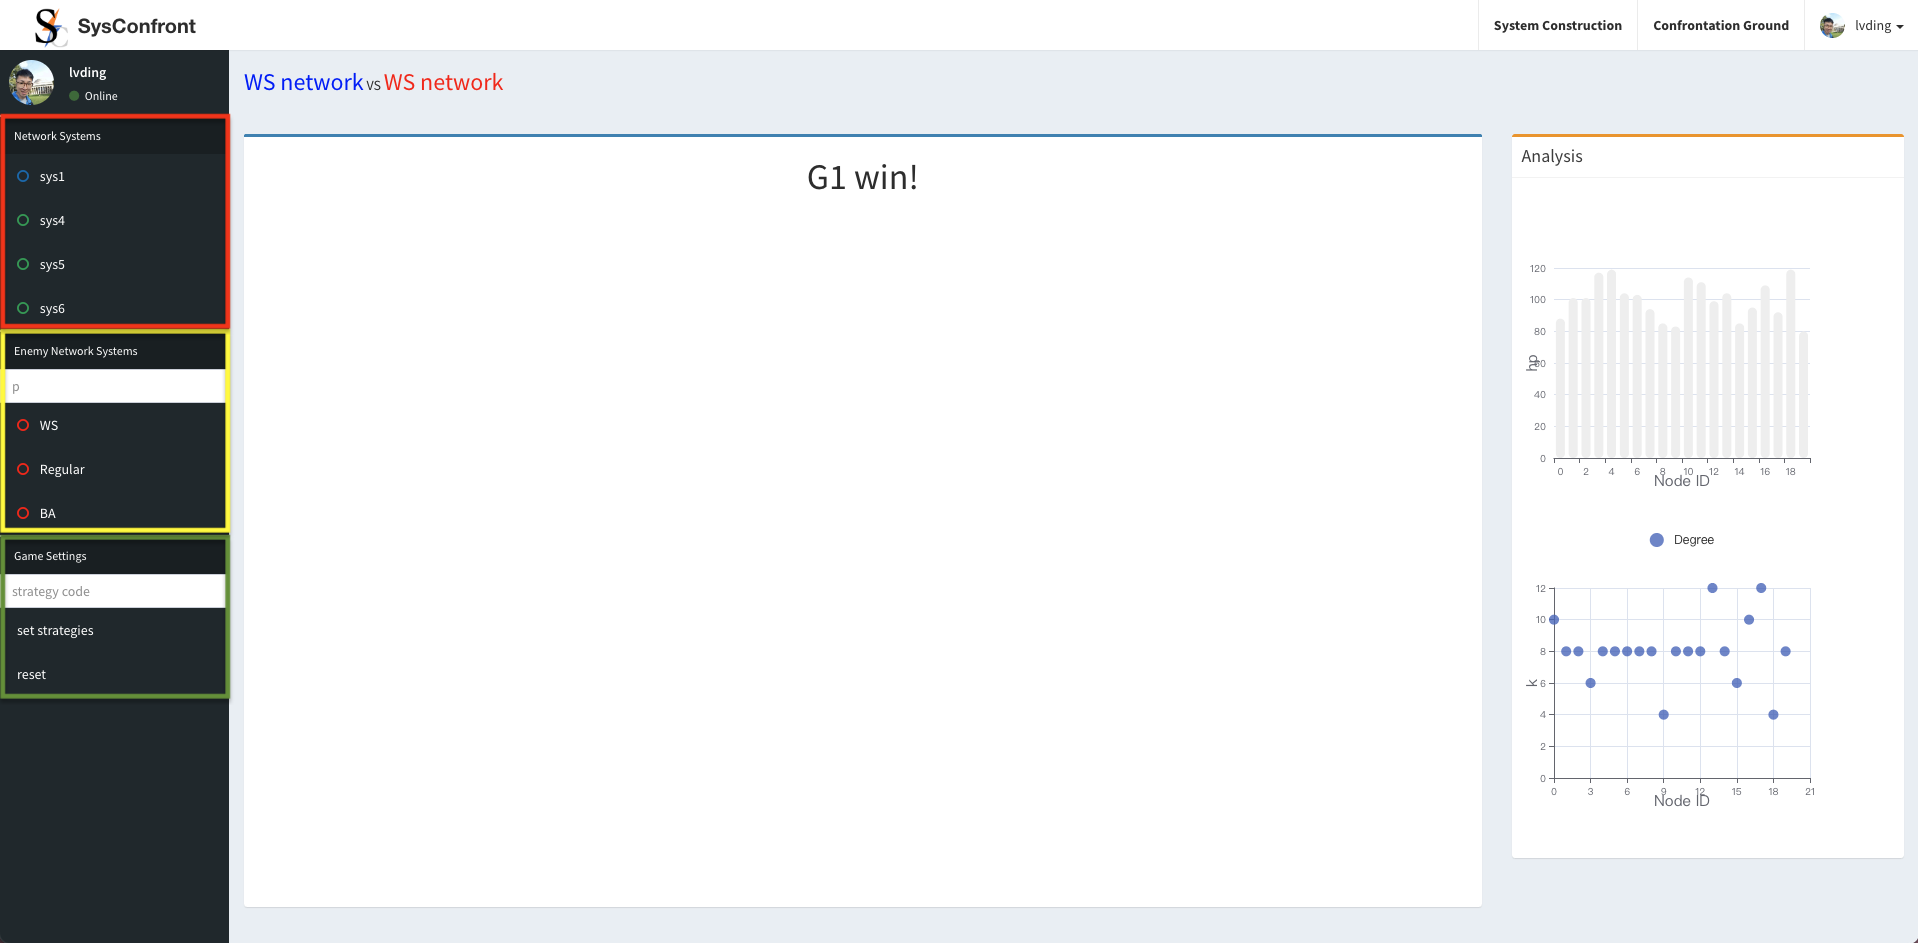 SysConfront
System Construction
Confrontation Ground
lvding
lvding
Online
Network Systems
sys1
sys4
sys5
sys6
Enemy Network Systems
p
WS
Regular
BA
Game Settings
strategy code
set strategies
reset
WS network vs WS network
G1 win!
Analysis
120
100
80
60
40
20
0
hp
0 2 4 6 8 10 12 14 16 18
Node ID
Degree
12
10
8
6
4
2
0
k
0 3 6 9 12 15 18 21
Node ID